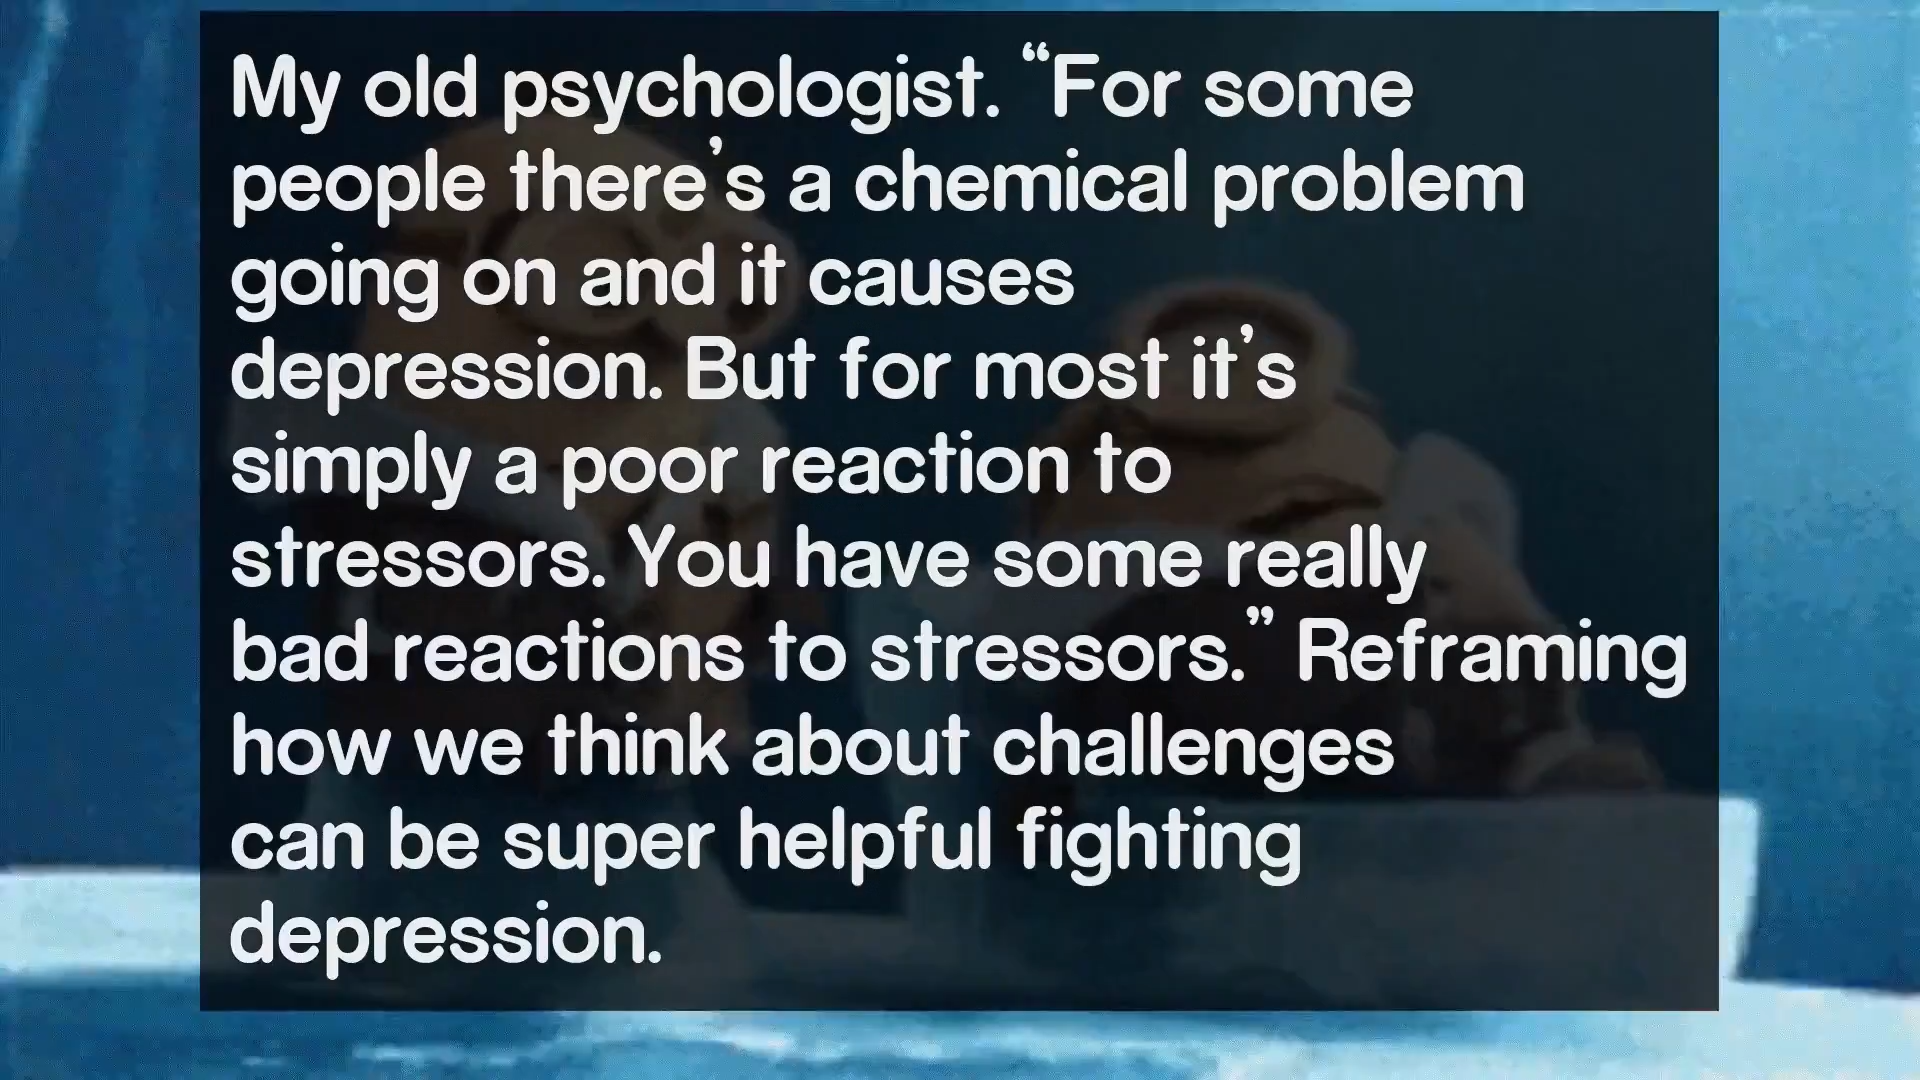 My old psychologist. “For some
people there’s a chemical problem
going on and it causes
depression. But for most it’s
simply a poor reaction to
stressors. You have some really
bad reactions to stressors.” Reframing
how we think about challenges
can be super helpful fighting
depression.